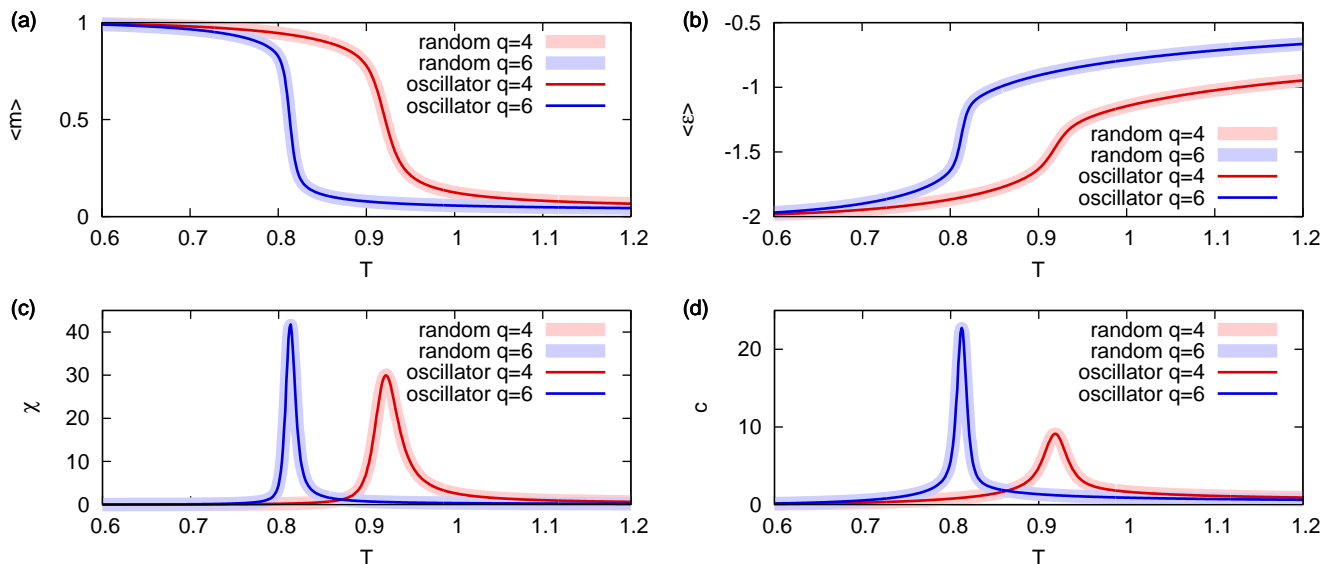 (a)
1
0.5
0
<m>
random q=4
random q=6
oscillator q=4
oscillator q=6
0.6 0.7 0.8 0.9 1 1.1 1.2
T
(b)
-0.5
-1
-1.5
-2
<ε>
random q=4
random q=6
oscillator q=4
oscillator q=6
0.6 0.7 0.8 0.9 1 1.1 1.2
T
(c)
40
30
20
10
0
χ
random q=4
random q=6
oscillator q=4
oscillator q=6
0.6 0.7 0.8 0.9 1 1.1 1.2
T
(d)
20
10
0
c
random q=4
random q=6
oscillator q=4
oscillator q=6
0.6 0.7 0.8 0.9 1 1.1 1.2
T